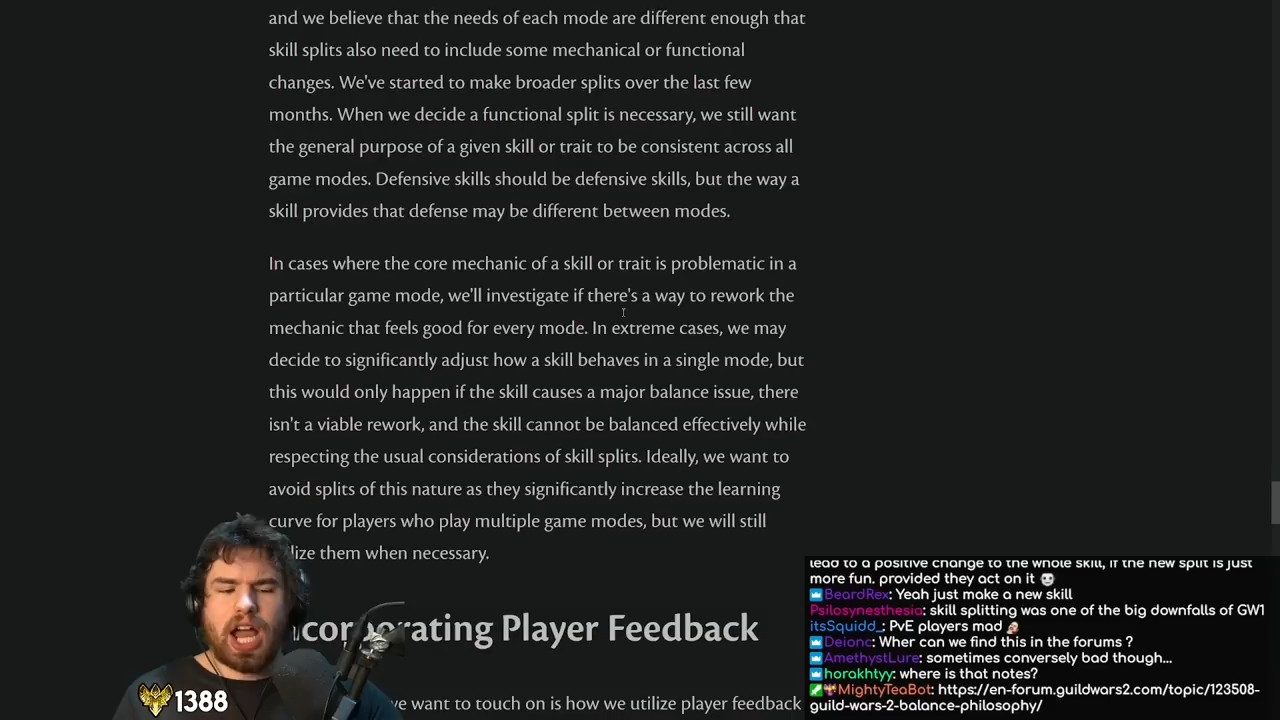 and we believe that the needs of each mode are different enough that
skill splits also need to include some mechanical or functional
changes. We've started to make broader splits over the last few
months. When we decide a functional split is necessary, we still want
the general purpose of a given skill or trait to be consistent across all
game modes. Defensive skills should be defensive skills, but the way a
skill provides that defense may be different between modes.
In cases where the core mechanic of a skill or trait is problematic in a
particular game mode, we'll investigate if there's a way to rework the
mechanic that feels good for every mode. In extreme cases, we may
decide to significantly adjust how a skill behaves in a single mode, but
this would only happen if the skill causes a major balance issue, there
isn't a viable rework, and the skill cannot be balanced effectively while
respecting the usual considerations of skill splits. Ideally, we want to
avoid splits of this nature as they significantly increase the learning
curve for players who play multiple game modes, but we will still
ilize them when necessary.
corporating Player Feedback
ve want to touch on is how we utilize player feedback
1388
lead to a positive change to the whole skill, if the new split is just
more fun. provided they act on it
BeardRex: Yeah just make a new skill
Psilosynesthesia: skill splitting was one of the big downfalls of GW1
itsSquidd_: PvE players mad
Deionc: Wher can we find this in the forums ?
AmethystLure: sometimes conversely bad though...
horakhtyy: where is that notes?
MightyTeaBot: https://en-forum.guildwars2.com/topic/123508-
guild-wars-2-balance-philosophy/